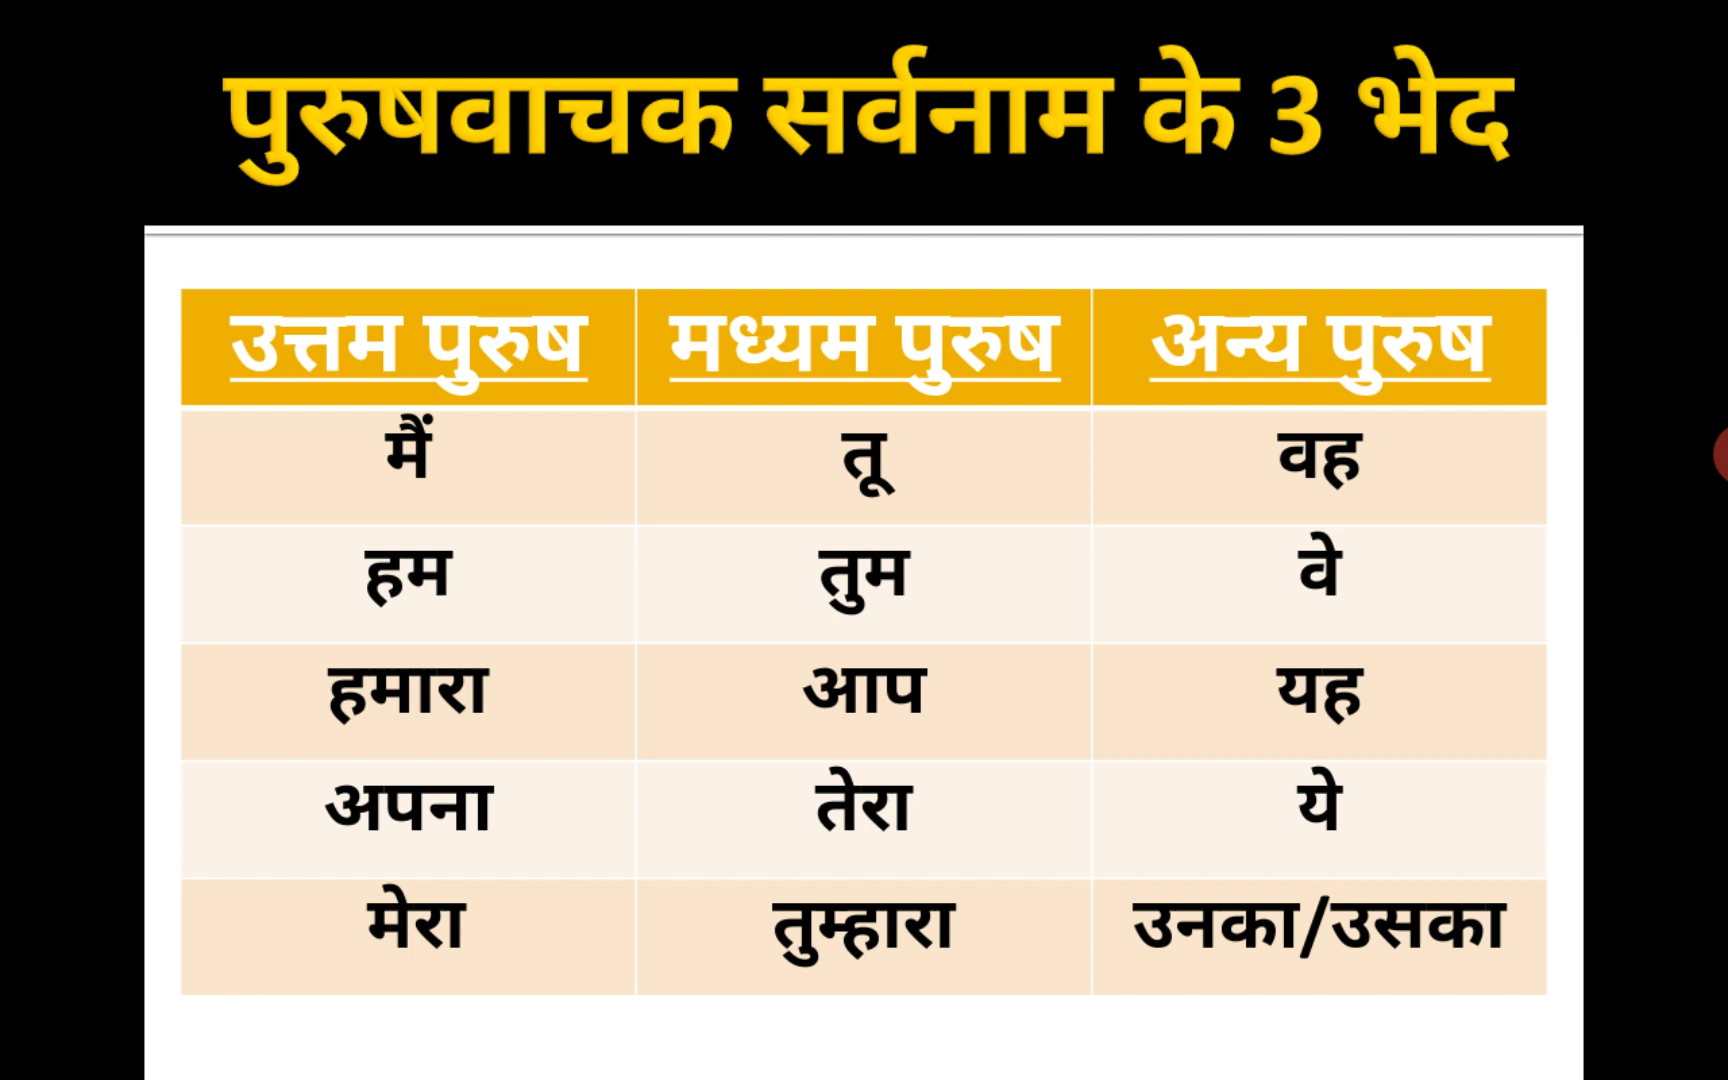 पुरुषवाचक सर्वनाम के 3 भेद
उत्तम पुरुष मध्यम पुरुष अन्य पुरुष
मैं तू वह
हम तुम वे
हमारा आप यह
अपना तेरा ये
मेरा तुम्हारा उनका/उसका